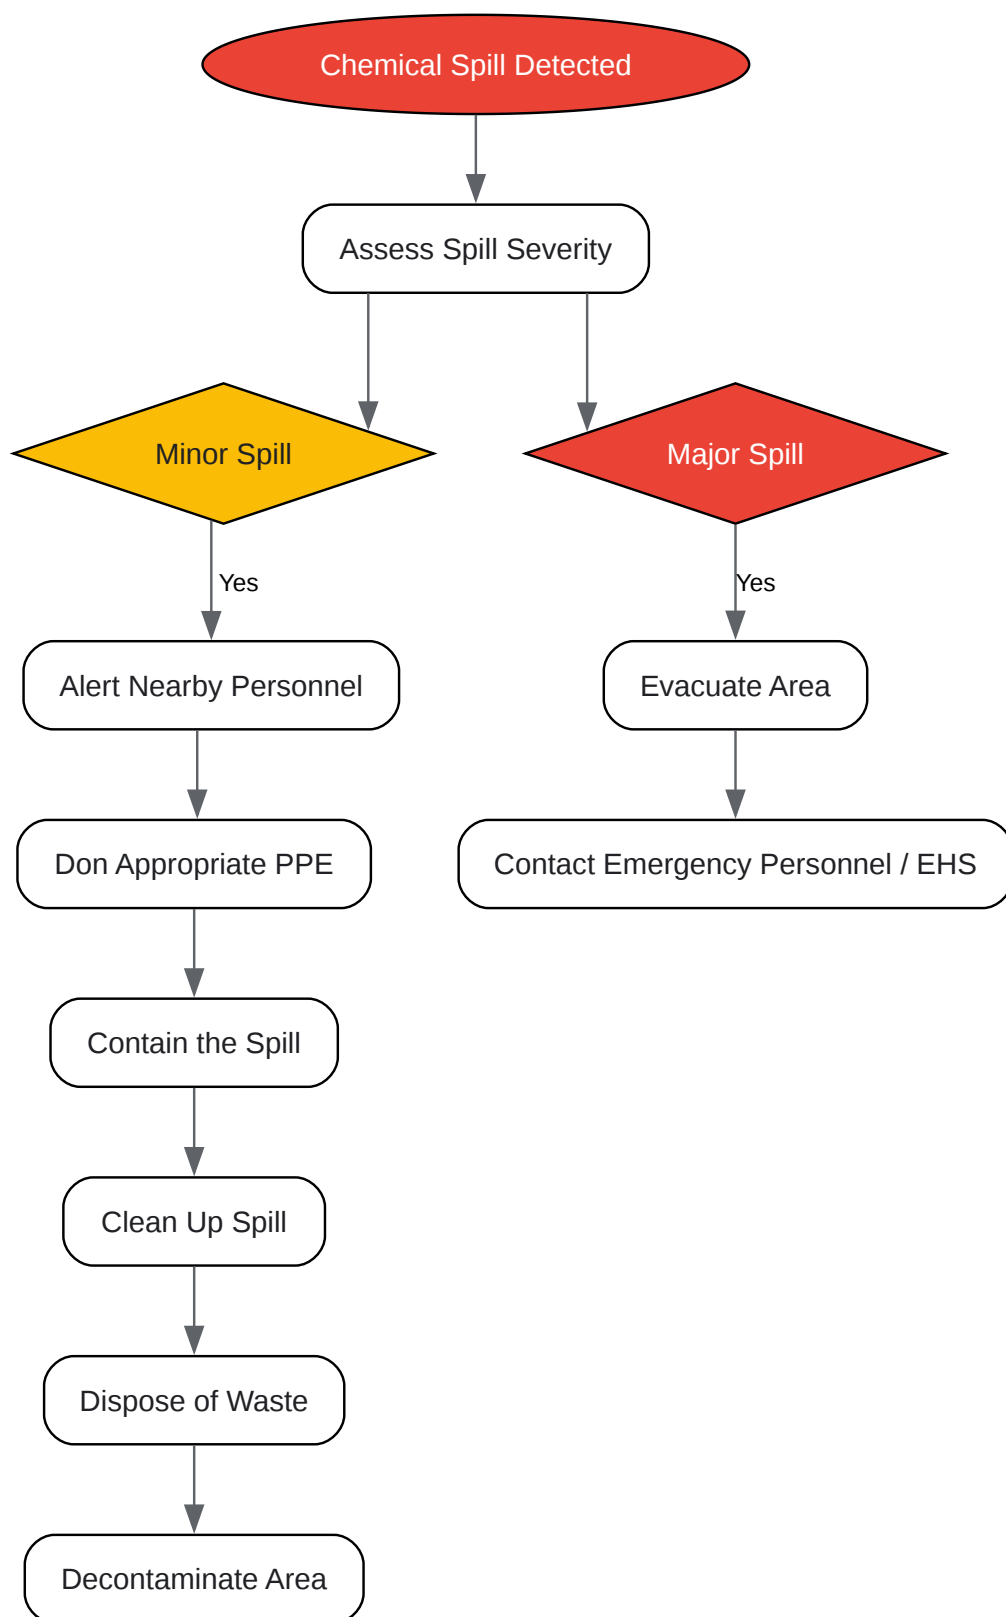 Chemical Spill Detected
Assess Spill Severity
Minor Spill
Major Spill
Yes
Yes
Alert Nearby Personnel
Evacuate Area
Don Appropriate PPE
Contact Emergency Personnel / EHS
Contain the Spill
Clean Up Spill
Dispose of Waste
Decontaminate Area